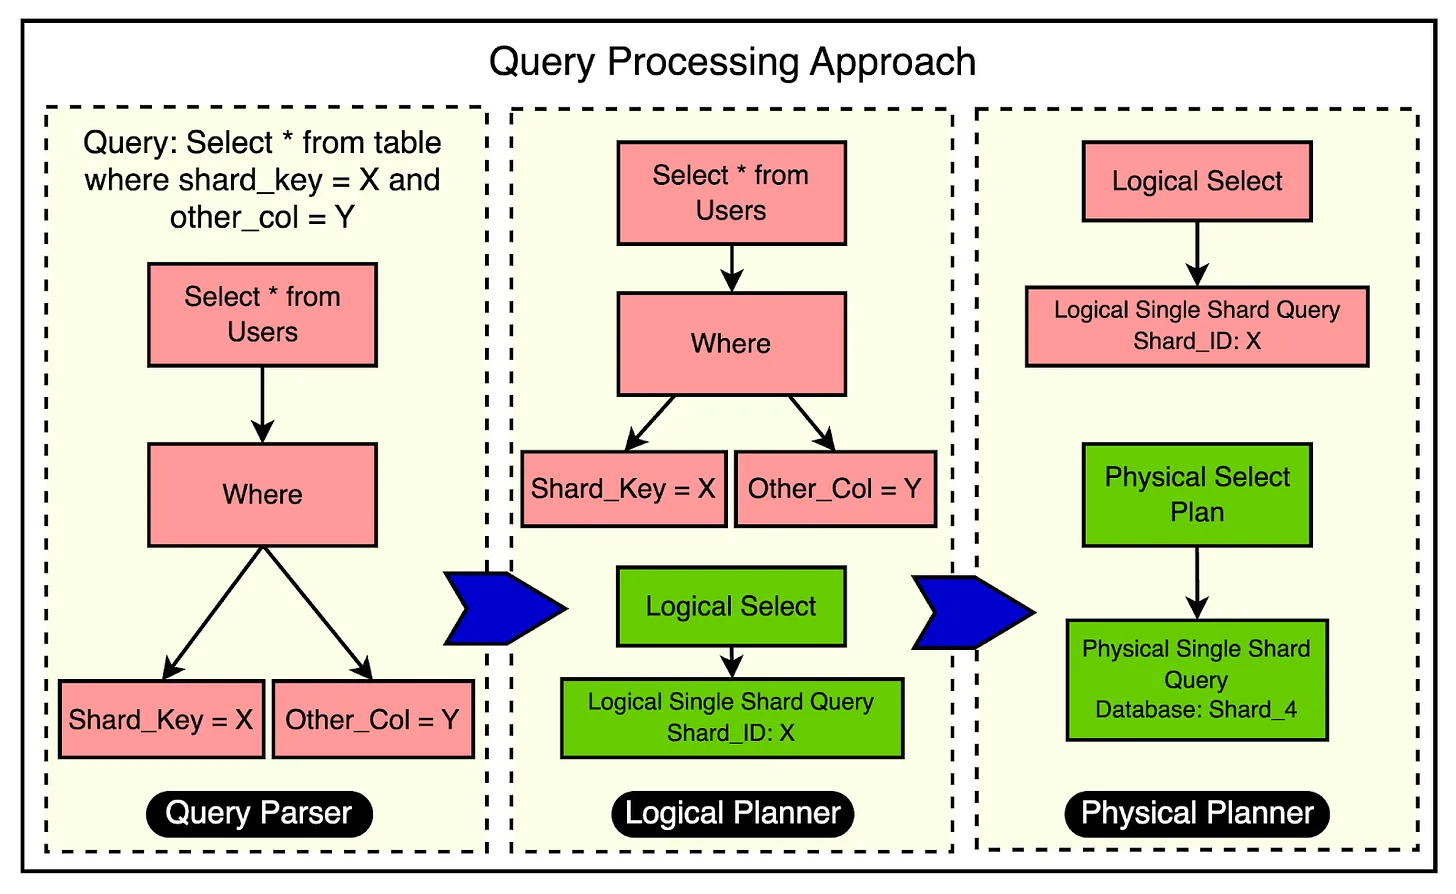 Query Processing Approach
Query: Select * from table
where shard_key = X and
other_col = Y
Select * from
Users
Where
Shard_Key = X
Other_Col = Y
Query Parser
Select * from
Users
Where
Shard_Key = X
Other_Col = Y
Logical Select
Logical Single Shard Query
Shard_ID: X
Logical Planner
Logical Select
Logical Single Shard Query
Shard_ID: X
Physical Select
Plan
Physical Single Shard
Query
Database: Shard_4
Physical Planner